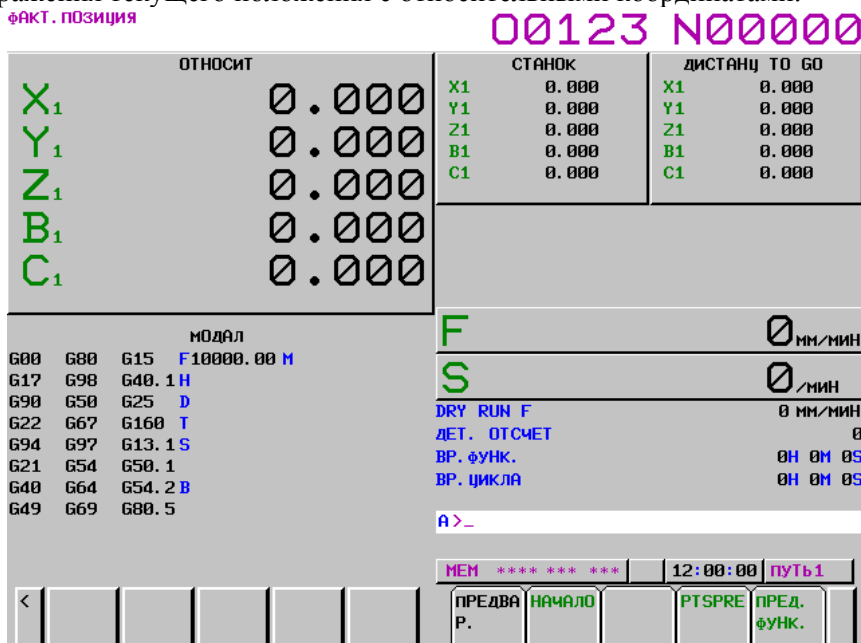 ражения текущего положения с относительными координатами.
ФАКТ.ПОЗИЦИЯ
O0123 N00000
ОТНОСИТ
X1 0.000
Y1 0.000
Z1 0.000
B1 0.000
C1 0.000
СТАНОК
X1 0.000
Y1 0.000
Z1 0.000
B1 0.000
C1 0.000
ДИСТАНЦ TO GO
X1 0.000
Y1 0.000
Z1 0.000
B1 0.000
C1 0.000
МОДАЛ
G00 G80 G15 F10000.00 M
G17 G98 G40.1 H
G90 G50 G25 D
G22 G67 G160 T
G94 G97 G13.1 S
G21 G54 G50.1
G40 G64 G54.2 B
G49 G69 G80.5
F 0 ММ/МИН
S 0 /МИН
DRY RUN F 0 ММ/МИН
ДЕТ. ОТСЧЕТ 0
ВР.ФУНК. 0H 0M 0S
ВР.ЦИКЛА 0H 0M 0S
A>_
MEM **** *** *** 12:00:00 ПУТЬ1
< ПРЕДВА НАЧАЛО PTSPRE ПРЕД.
Р. ФУНК.